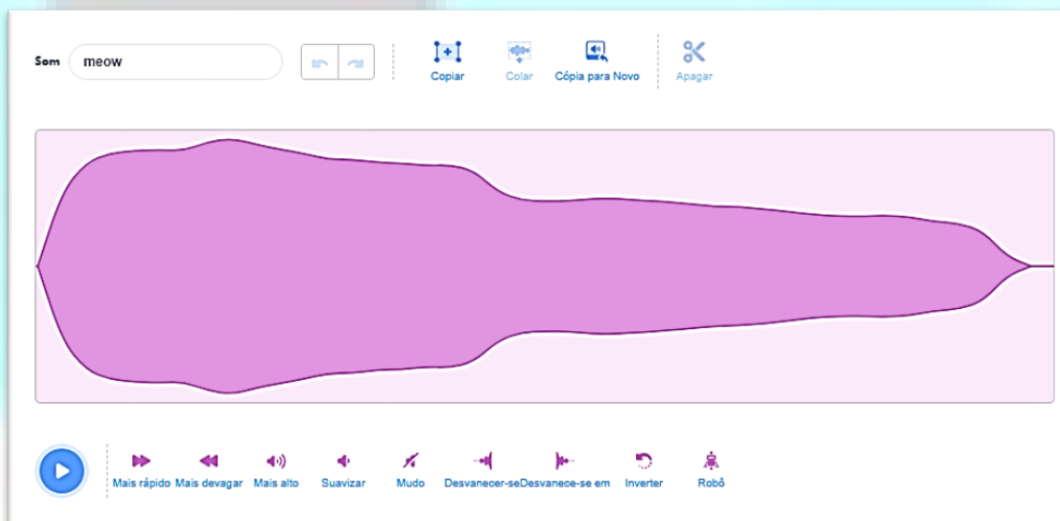 Som meow
Copiar Colar Cópia para Novo Apagar
Mais rápido Mais devagar Mais alto Suavizar Mudo Desvanecer-se Desvanece-se em Inverter Robô